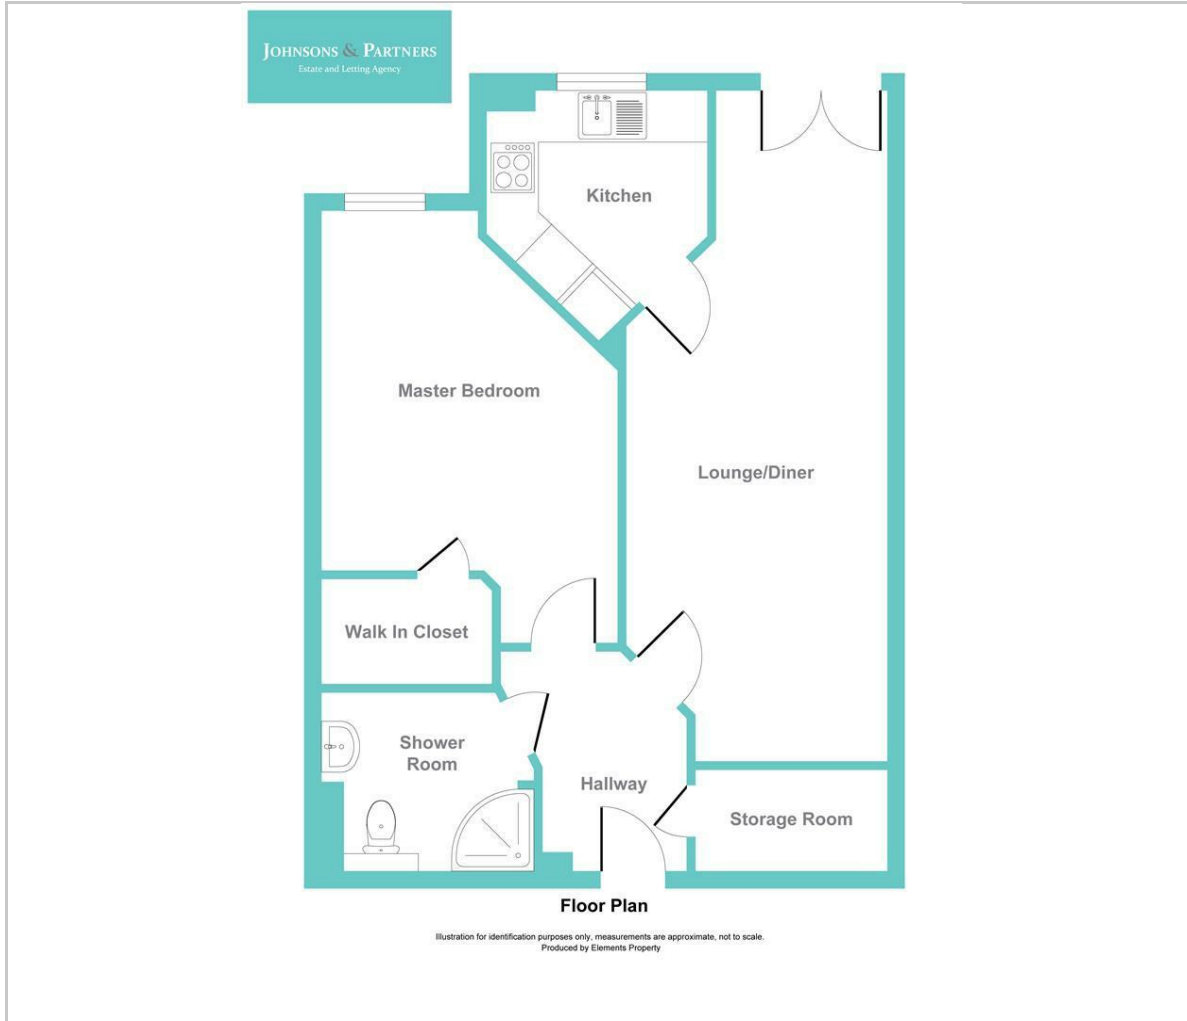 JOHNSONS & PARTNERS
Estate and Letting Agency
Kitchen
Master Bedroom
Lounge/Diner
Walk In Closet
Shower
Room
Hallway
Storage Room
Floor Plan
Illustration for identification purposes only, measurements are approximate, not to scale.
Produced by Elements Property